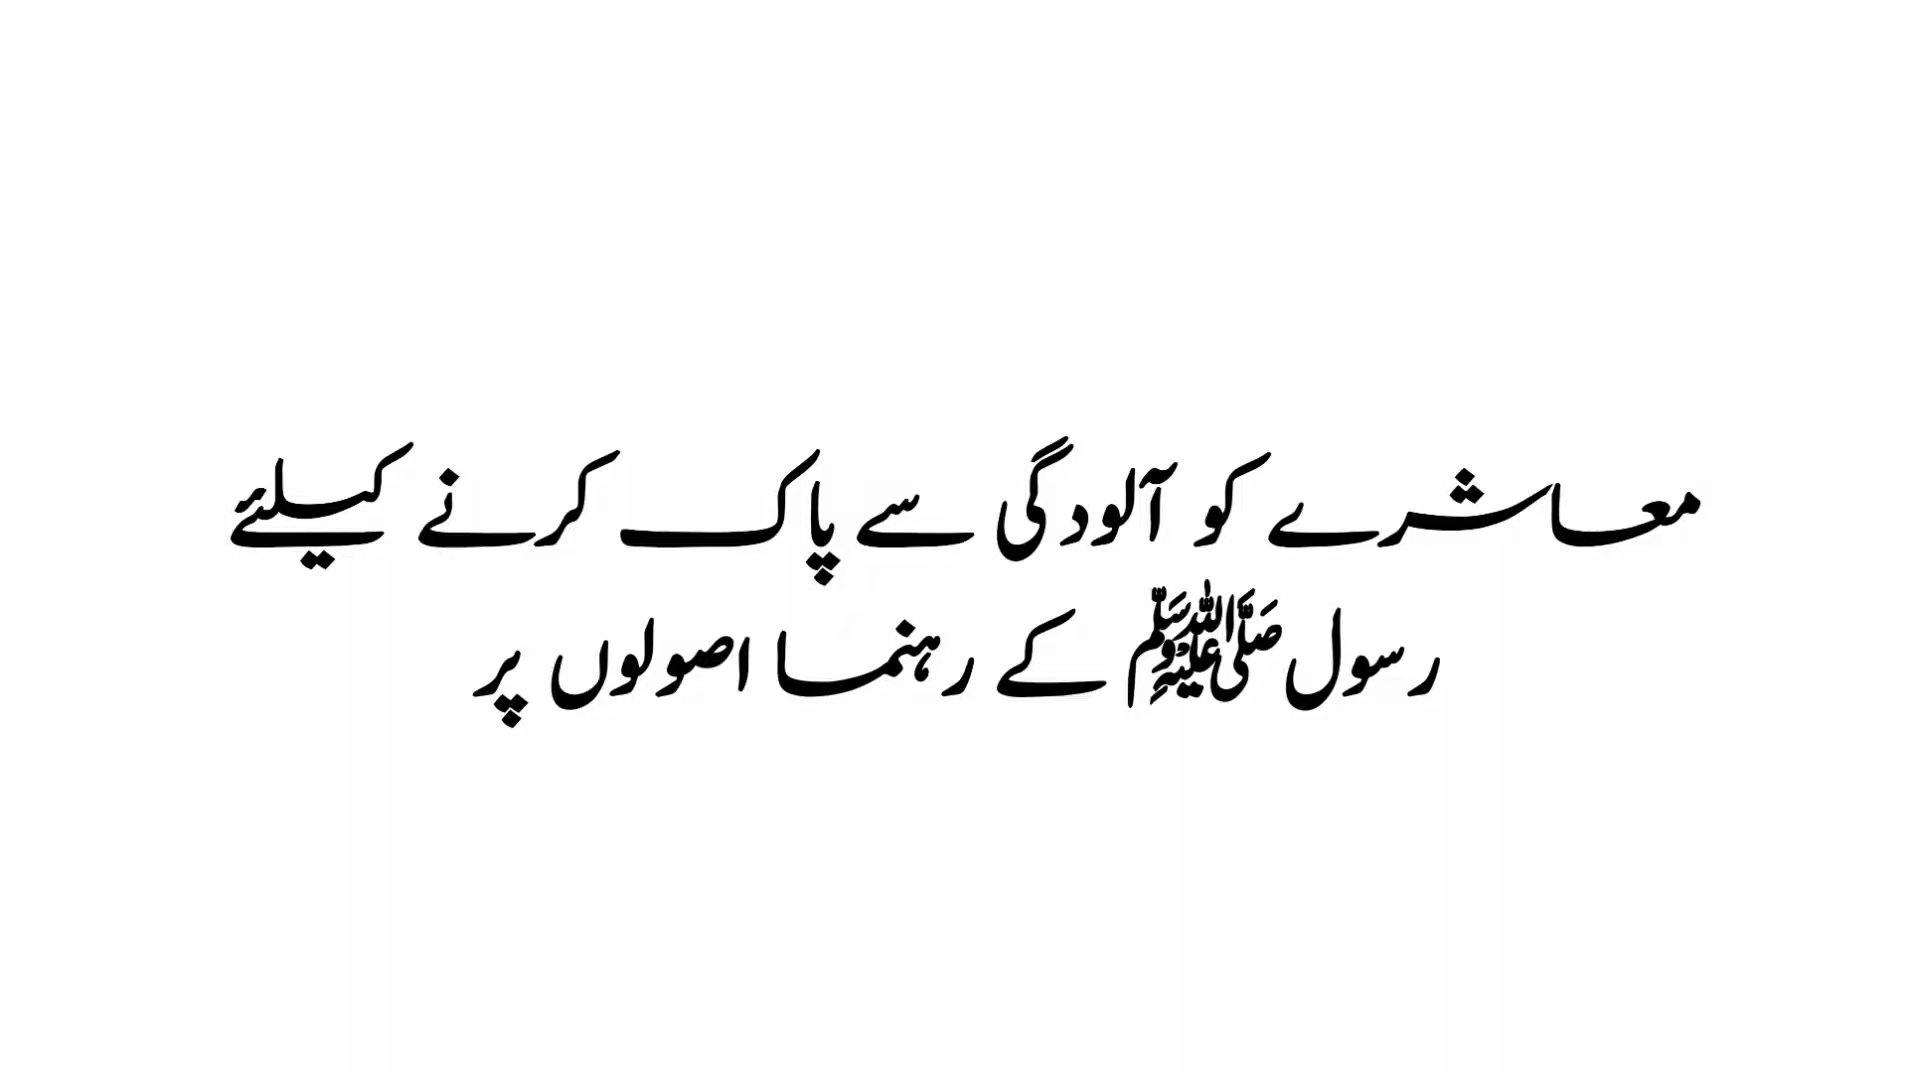 معاشرے کو آلودگی سے پاک کرنے کیلئے
رسول ﷺ کے رہنما اصولوں پر